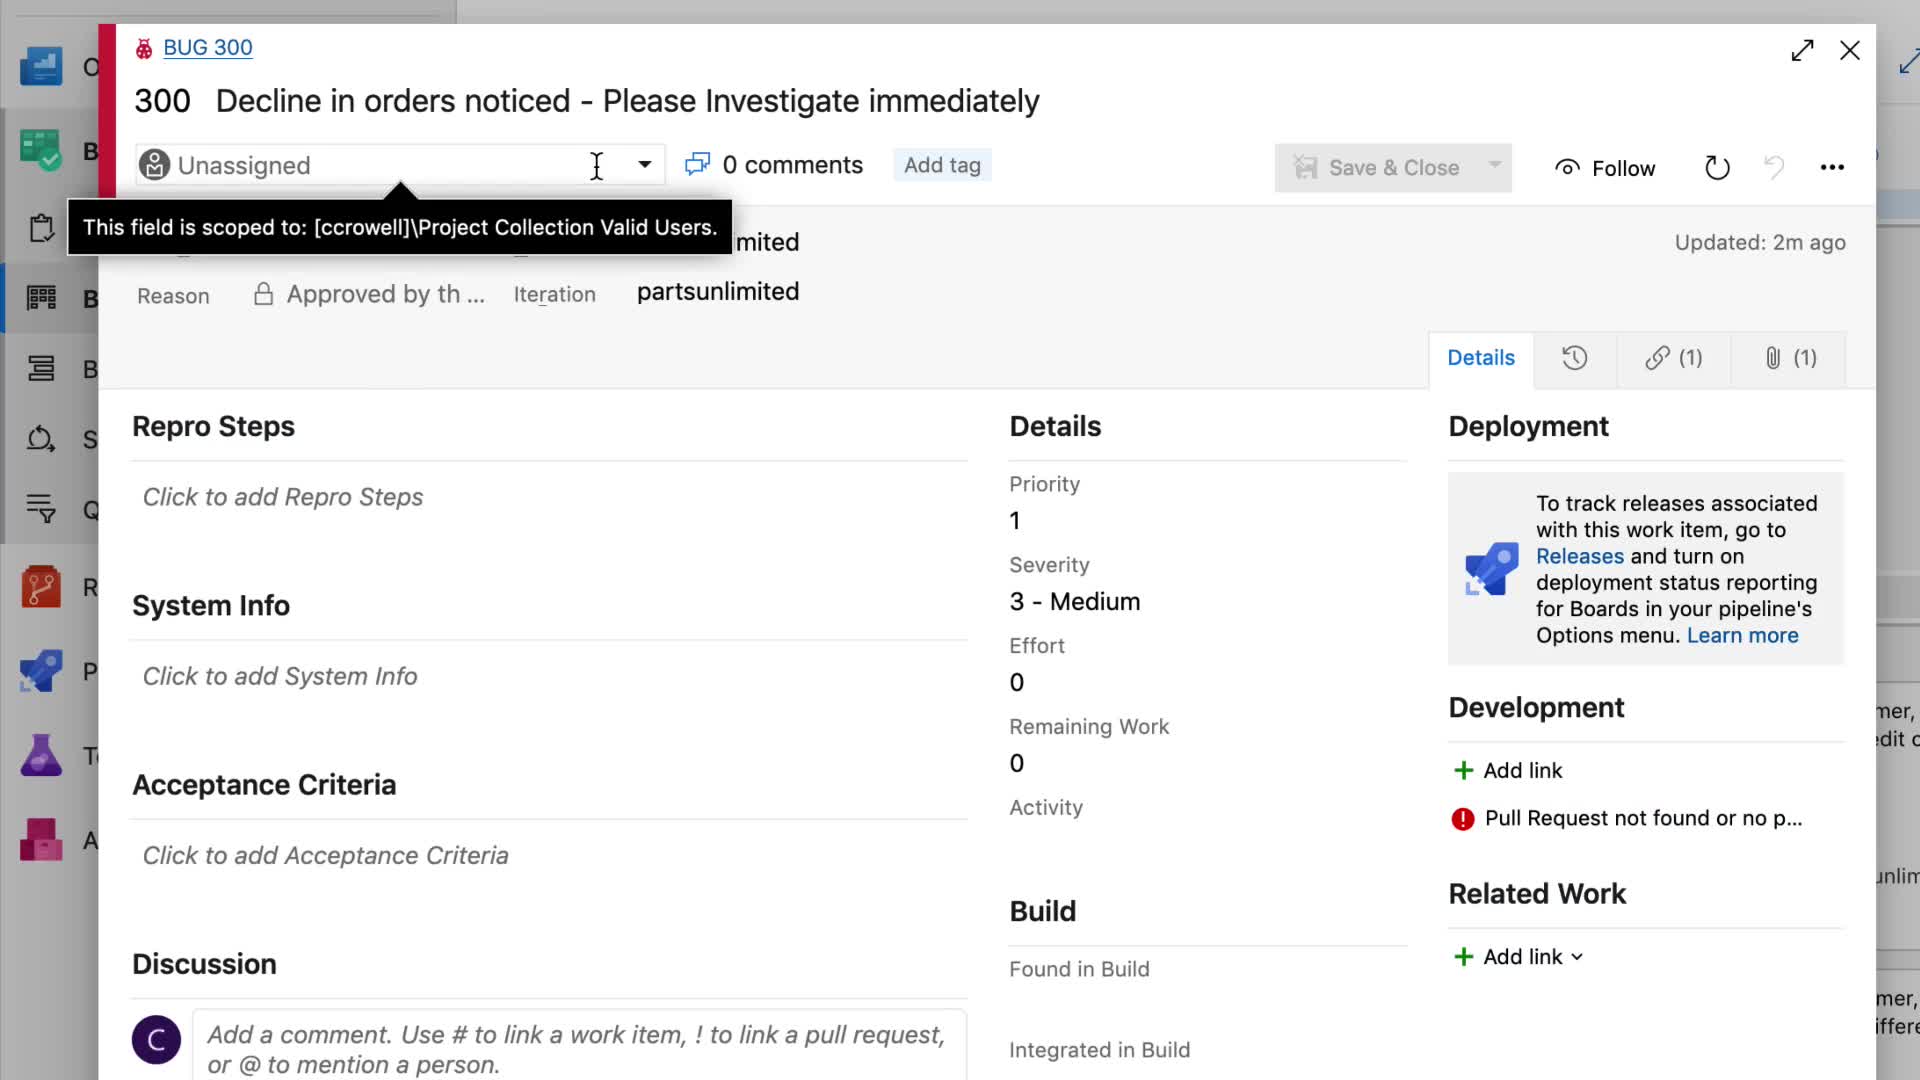 BUG 300
300 Decline in orders noticed - Please Investigate immediately
Unassigned
0 comments
Add tag
Save & Close
Follow
This field is scoped to: [ccrowell]\Project Collection Valid Users.
imited
Updated: 2m ago
Reason
Approved by th ...
Iteration
partsunlimited
Details
(1)
(1)
Repro Steps
Click to add Repro Steps
System Info
Click to add System Info
Acceptance Criteria
Click to add Acceptance Criteria
Discussion
C
Add a comment. Use # to link a work item, ! to link a pull request,
or @ to mention a person.
Details
Priority
1
Severity
3 - Medium
Effort
0
Remaining Work
0
Activity
Build
Found in Build
Integrated in Build
Deployment
To track releases associated
with this work item, go to
Releases and turn on
deployment status reporting
for Boards in your pipeline's
Options menu. Learn more
Development
Add link
Pull Request not found or no p...
Related Work
Add link